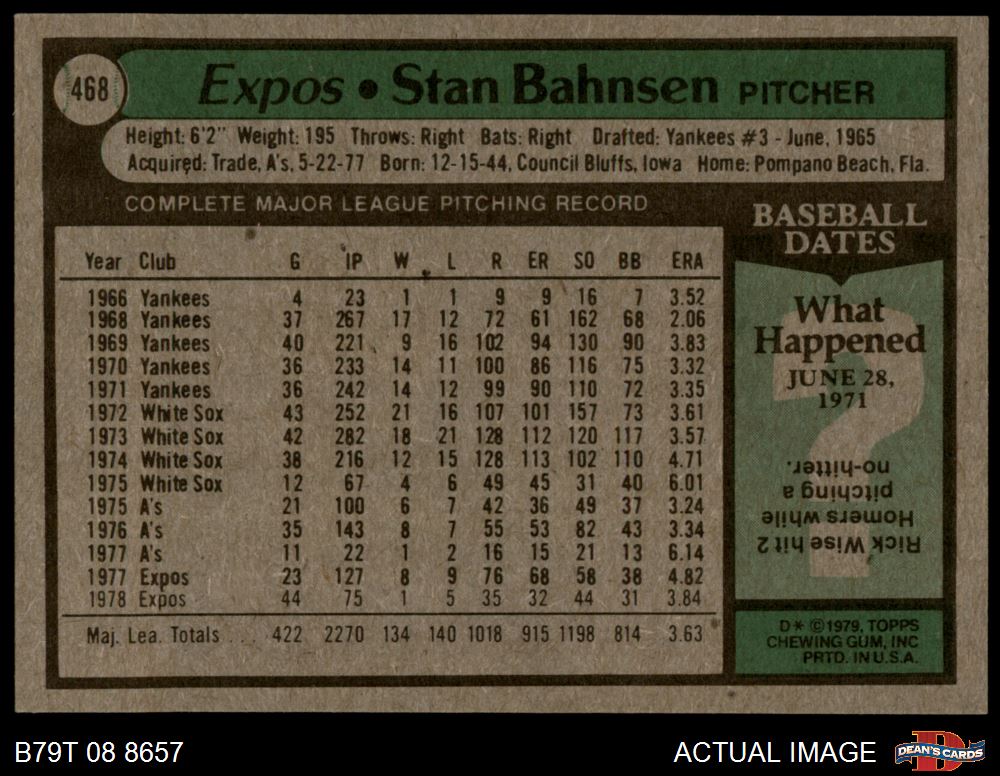 468
Expos • Stan Bahnsen PITCHER
Height: 6'2" Weight: 195 Throws: Right Bats: Right Drafted: Yankees #3 - June, 1965
Acquired: Trade, A's, 5-22-77 Born: 12-15-44, Council Bluffs, Iowa Home: Pompano Beach, Fla.
COMPLETE MAJOR LEAGUE PITCHING RECORD
Year Club G IP W L R ER SO BB ERA
1966 Yankees 4 23 1 1 9 9 16 7 3.52
1968 Yankees 37 267 17 12 72 61 162 68 2.06
1969 Yankees 40 221 9 16 102 94 130 90 3.83
1970 Yankees 36 233 14 11 100 86 116 75 3.32
1971 Yankees 36 242 14 12 99 90 110 72 3.35
1972 White Sox 43 252 21 16 107 101 157 73 3.61
1973 White Sox 42 282 18 21 128 112 120 117 3.57
1974 White Sox 38 216 12 15 128 113 102 110 4.71
1975 White Sox 12 67 4 6 49 45 31 40 6.01
1975 A's 21 100 6 7 42 36 49 37 3.24
1976 A's 35 143 8 7 55 53 82 43 3.34
1977 A's 11 22 1 2 16 15 21 13 6.14
1977 Expos 23 127 8 9 76 68 58 38 4.82
1978 Expos 44 75 1 5 35 32 44 31 3.84
Maj. Lea. Totals ... 422 2270 134 140 1018 915 1198 814 3.63
BASEBALL
DATES
What
Happened
JUNE 28,
1971
?
Rick Wise hit 2
Homers while
pitching a
no-hitter.
D* ©1979, TOPPS
CHEWING GUM, INC
PRTD. IN U.S.A.
B79T 08 8657
ACTUAL IMAGE
DEAN'S CARDS